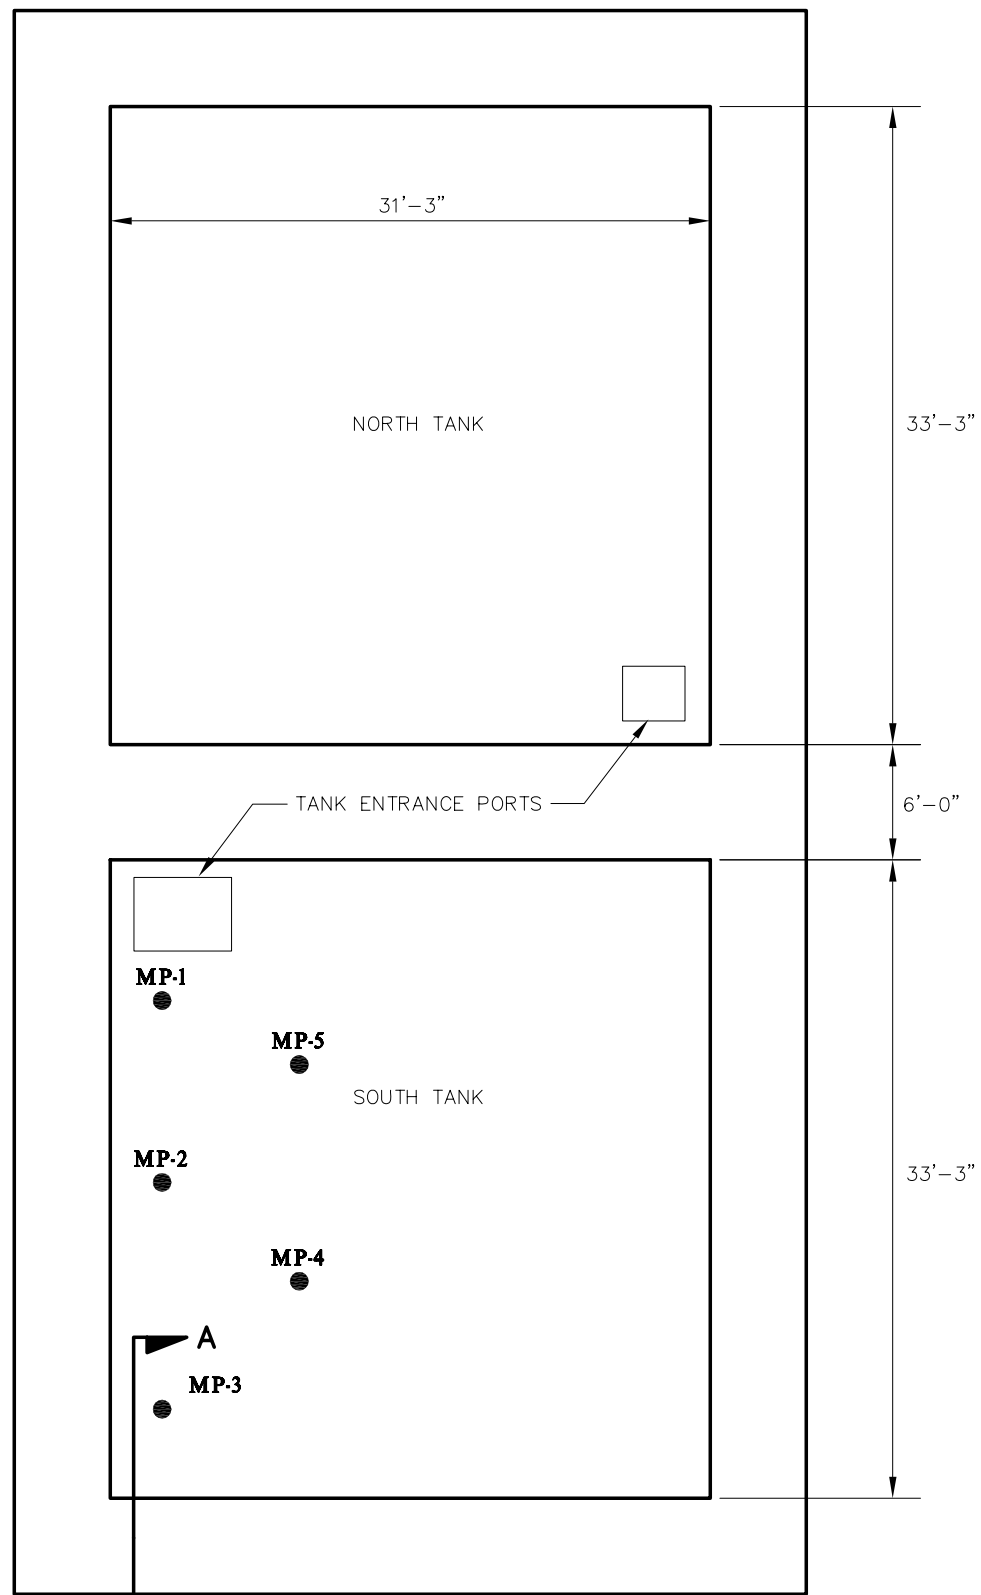 31'-3"
NORTH TANK
33'-3"
TANK ENTRANCE PORTS
6'-0"
MP-1
MP-5
SOUTH TANK
MP-2
33'-3"
MP-4
A
MP-3